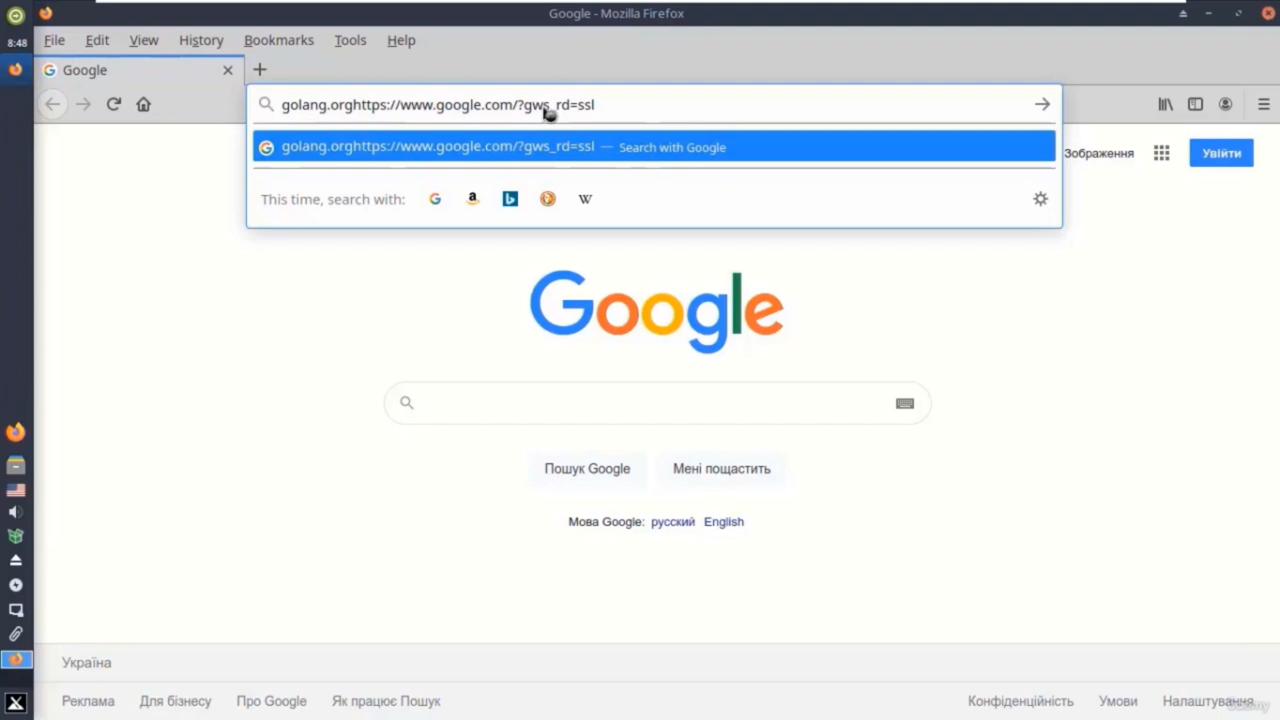 Google - Mozilla Firefox
8:48
File Edit View History Bookmarks Tools Help
Google
golang.orghttps://www.google.com/?gws_rd=ssl
golang.orghttps://www.google.com/?gws_rd=ssl — Search with Google
Зображення
Увійти
This time, search with:
Google
Пошук Google Мені пощастить
Мова Google: русский English
Україна
Реклама Для бізнесу Про Google Як працює Пошук Конфіденційність Умови Налаштування